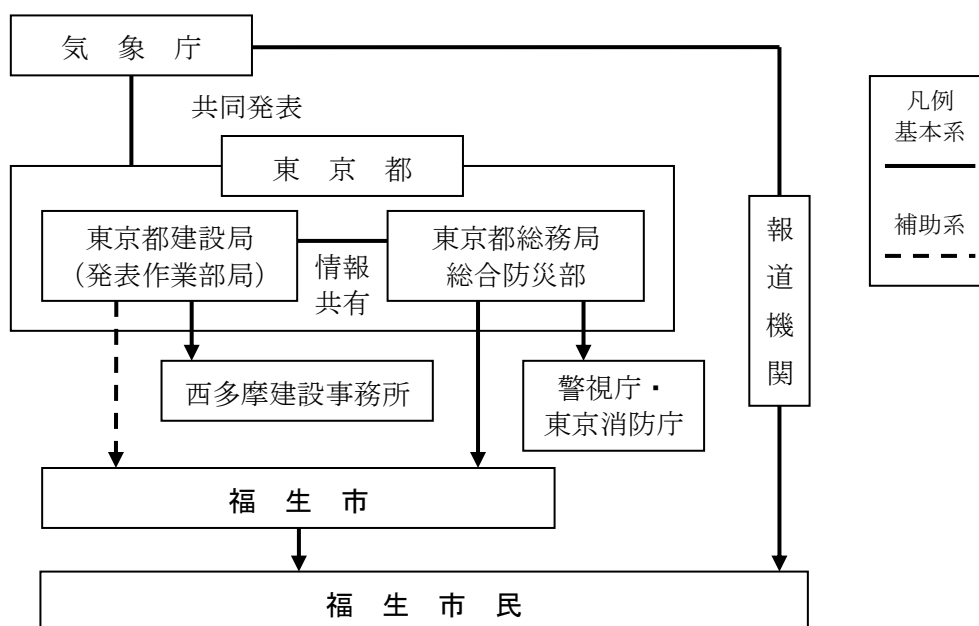 気 象 庁
共同発表
東 京 都
東京都建設局
（発表作業部局）
情報
共有
東京都総務局
総合防災部
西多摩建設事務所
警視庁・
東京消防庁
福 生 市
福 生 市 民
報道機関
凡例
基本系
補助系